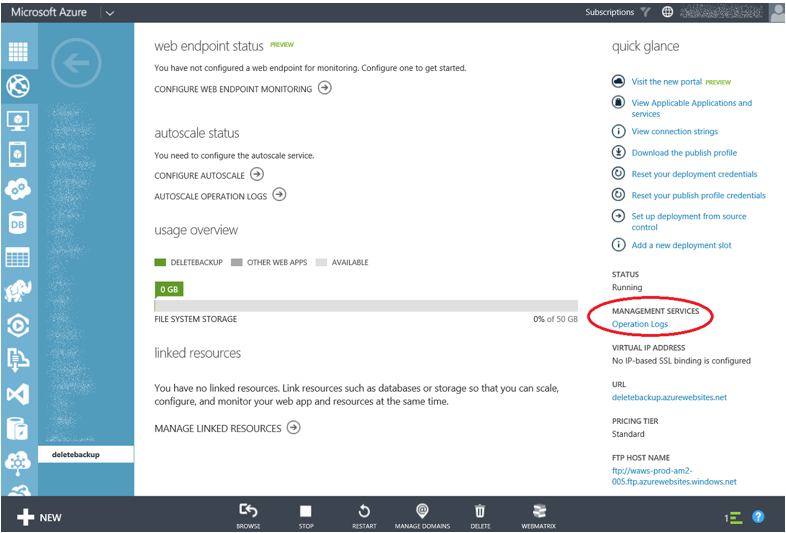 Microsoft Azure
Subscriptions
web endpoint status PREVIEW
You have not configured a web endpoint for monitoring. Configure one to get started.
CONFIGURE WEB ENDPOINT MONITORING
autoscale status
You need to configure the autoscale service.
CONFIGURE AUTOSCALE
AUTOSCALE OPERATION LOGS
usage overview
DELETEBACKUP OTHER WEB APPS AVAILABLE
0 GB
FILE SYSTEM STORAGE 0% of 50 GB
linked resources
You have no linked resources. Link resources such as databases or storage so that you can scale,
configure, and monitor your web app and resources at the same time.
MANAGE LINKED RESOURCES
quick glance
Visit the new portal PREVIEW
View Applicable Applications and
services
View connection strings
Download the publish profile
Reset your deployment credentials
Reset your publish profile credentials
Set up deployment from source
control
Add a new deployment slot
STATUS
Running
MANAGEMENT SERVICES
Operation Logs
VIRTUAL IP ADDRESS
No IP-based SSL binding is configured
URL
deletebackup.azurewebsites.net
PRICING TIER
Standard
FTP HOST NAME
ftp://waws-prod-am2-
005.ftp.azurewebsites.windows.net
DB
deletebackup
NEW
BROWSE
STOP
RESTART
MANAGE DOMAINS
DELETE
WEBMATRIX
1
?